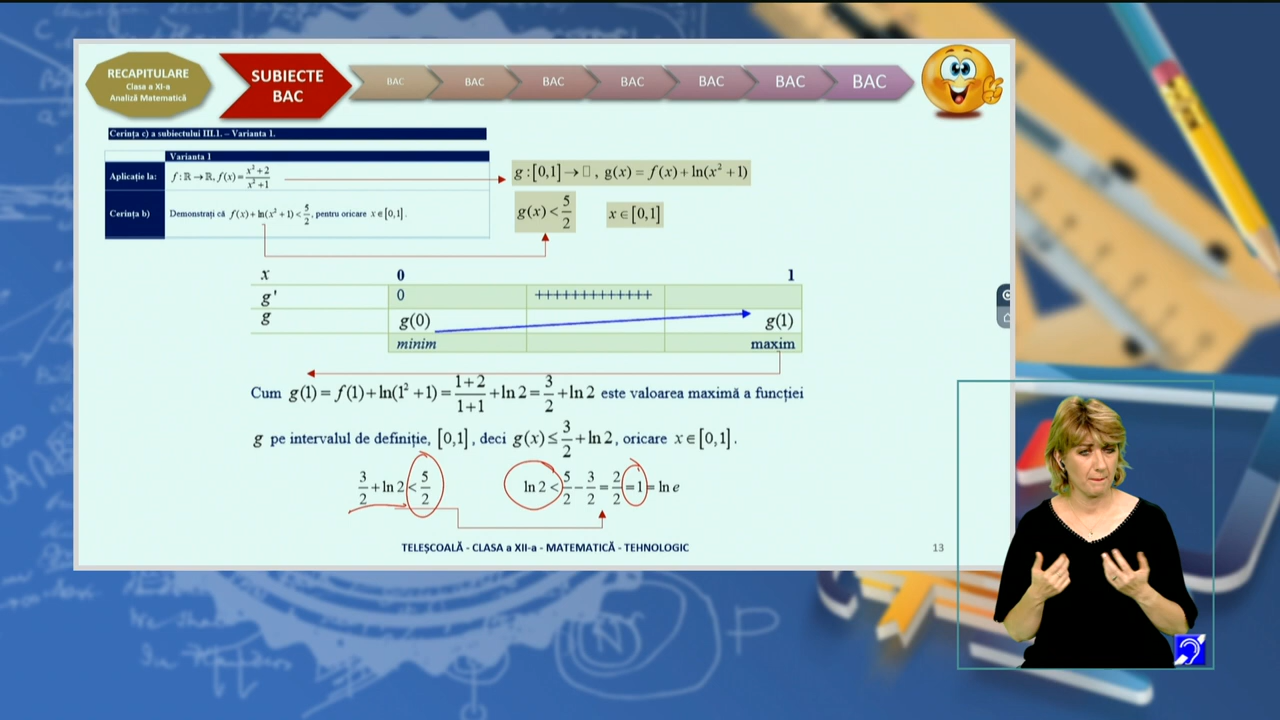 RECAPITULARE
Clasa a XI-a
Analiză Matematică
SUBIECTE
BAC
BAC
BAC
BAC
BAC
BAC
BAC
BAC
Cerința c) a subiectului III.1. – Varianta 1.
Varianta 1
Aplicație la: f : ℝ → ℝ, f(x) = (x²+2)/(x²+1)
g : [0,1] → □ , g(x) = f(x) + ln(x² + 1)
Cerința b) Demonstrați că f(x) + ln(x² + 1) < 5/2, pentru oricare x ∈ [0,1].
g(x) < 5/2 x ∈ [0,1]
x 0 1
g' 0 +++++++++++++
g g(0) g(1)
minim maxim
Cum g(1) = f(1) + ln(1² + 1) = (1+2)/(1+1) + ln 2 = 3/2 + ln 2 este valoarea maximă a funcției
g pe intervalul de definiție, [0,1], deci g(x) ≤ 3/2 + ln 2, oricare x ∈ [0,1].
3/2 + ln 2 < 5/2 ln 2 < 5/2 − 3/2 = 2/2 = 1 = ln e
TELEȘCOALĂ - CLASA a XII-a - MATEMATICĂ - TEHNOLOGIC
13
N
P